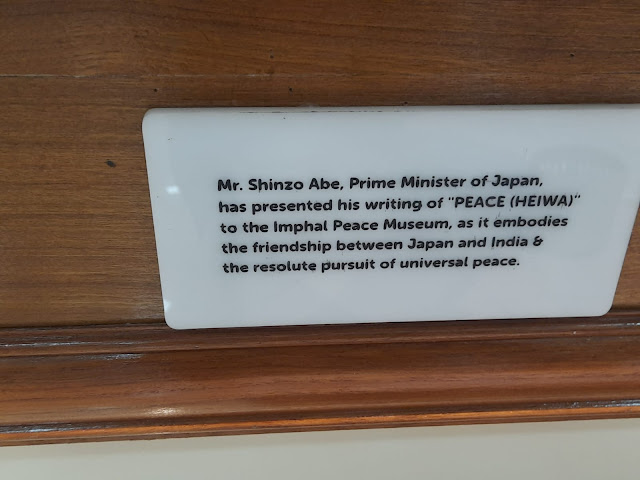 Mr. Shinzo Abe, Prime Minister of Japan,
has presented his writing of "PEACE (HEIWA)"
to the Imphal Peace Museum, as it embodies
the friendship between Japan and India &
the resolute pursuit of universal peace.